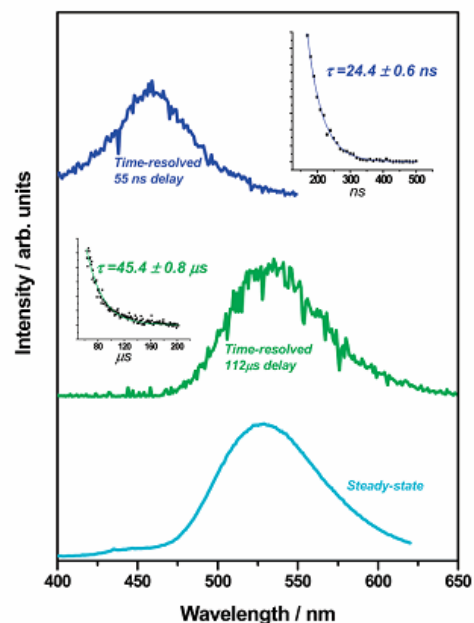 τ =24.4 ± 0.6 ns
200 300 400 500
ns
Time-resolved
55 ns delay
τ=45.4 ± 0.8 μs
80 120 160 200
μs
Time-resolved
112μs delay
Steady-state
Intensity / arb. units
400 450 500 550 600 650
Wavelength / nm